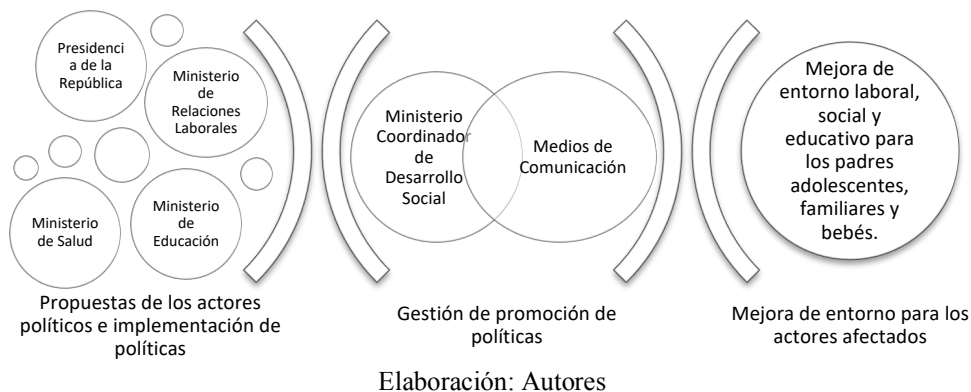 Presidenci
a de la
República
Ministerio
de
Relaciones
Laborales
Ministerio
de Salud
Ministerio
de
Educación
Propuestas de los actores
políticos e implementación de
políticas
Ministerio
Coordinador
de
Desarrollo
Social
Medios de
Comunicación
Gestión de promoción de
políticas
Mejora de
entorno laboral,
social y
educativo para
los padres
adolescentes,
familiares y
bebés.
Mejora de entorno para los
actores afectados
Elaboración: Autores